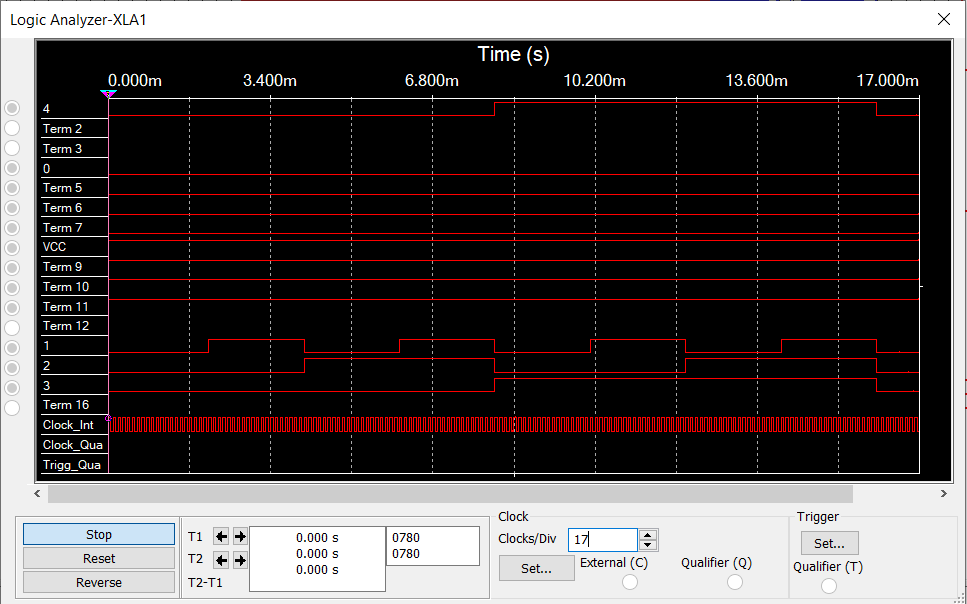 Logic Analyzer-XLA1
Time (s)
0.000m 3.400m 6.800m 10.200m 13.600m 17.000m
4
Term 2
Term 3
0
Term 5
Term 6
Term 7
VCC
Term 9
Term 10
Term 11
Term 12
1
2
3
Term 16
Clock_Int
Clock_Qua
Trigg_Qua
Stop
Reset
Reverse
T1 0.000 s 0780
T2 0.000 s 0780
T2-T1 0.000 s
Clock
Clocks/Div 17
Set... External (C) Qualifier (Q)
Trigger
Set...
Qualifier (T)